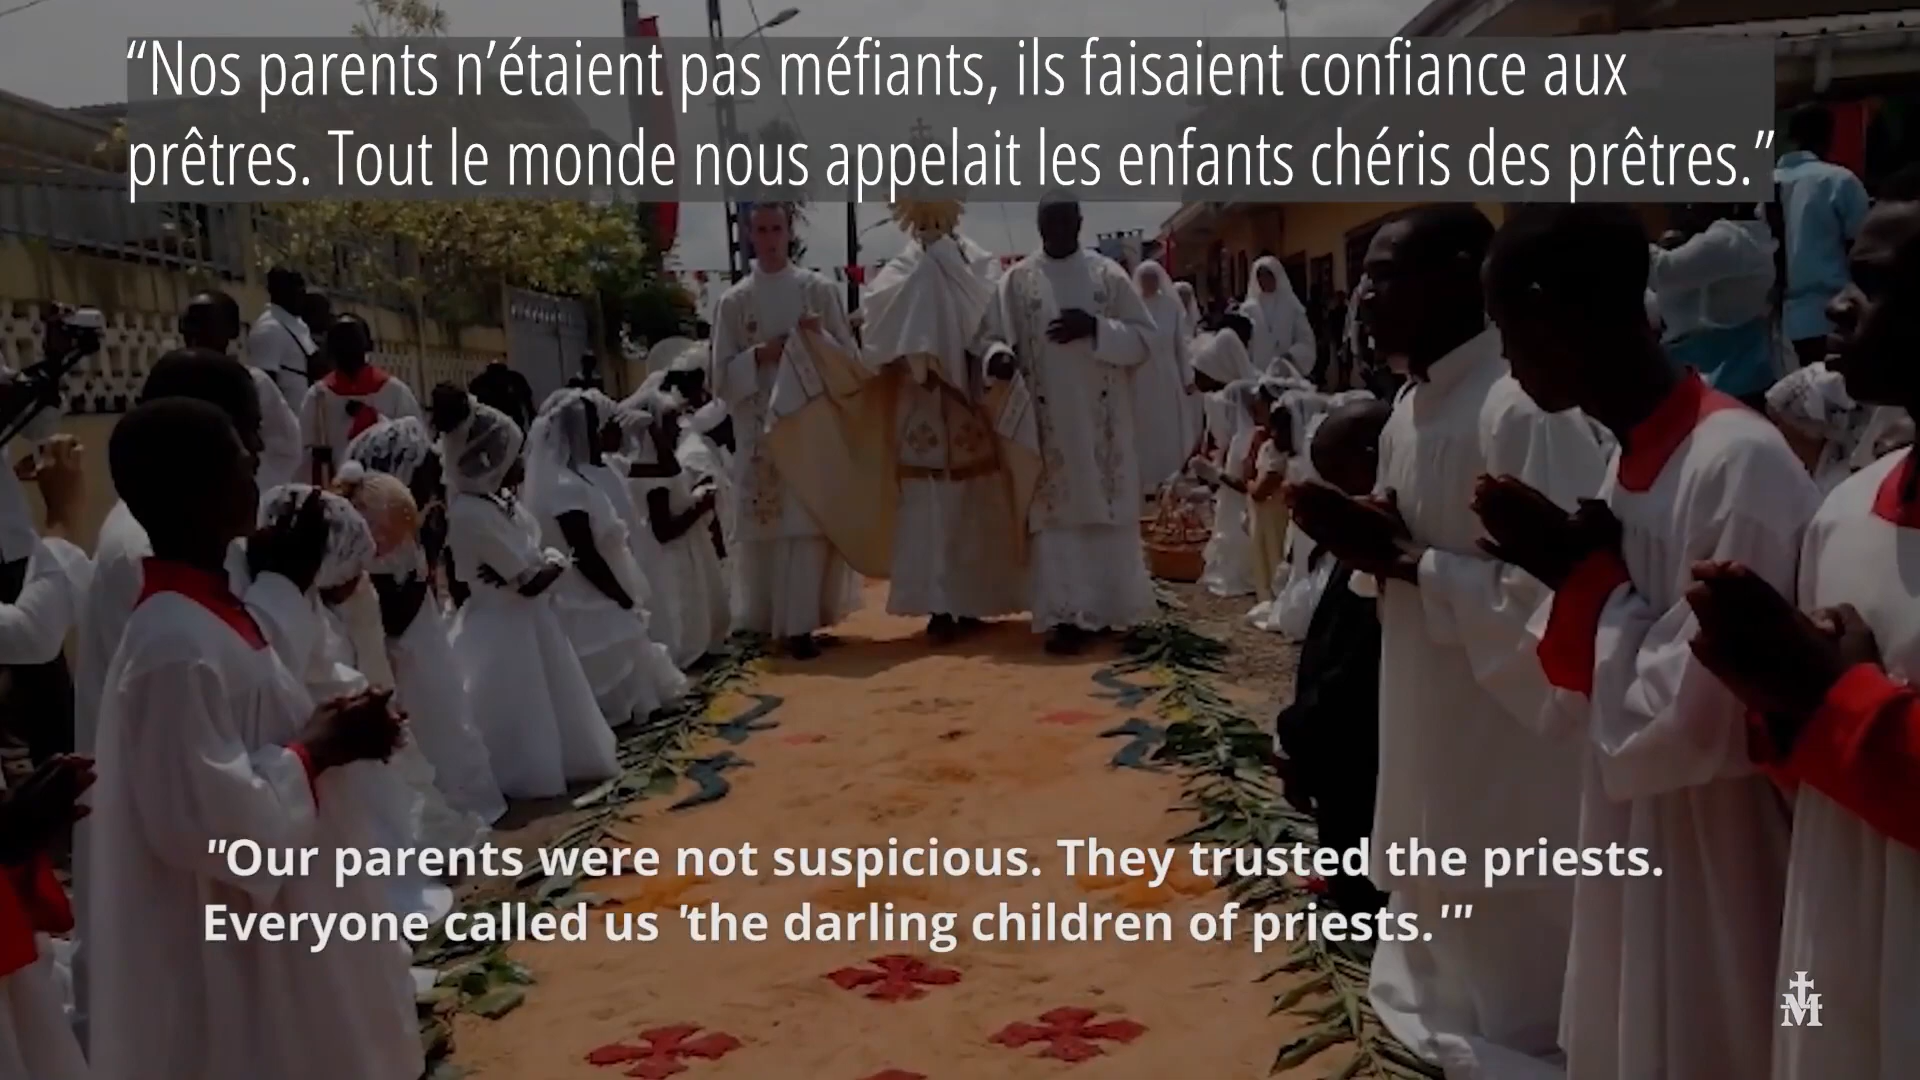 “Nos parents n’étaient pas méfiants, ils faisaient confiance aux
prêtres. Tout le monde nous appelait les enfants chéris des prêtres.”
"Our parents were not suspicious. They trusted the priests.
Everyone called us 'the darling children of priests.'"
M